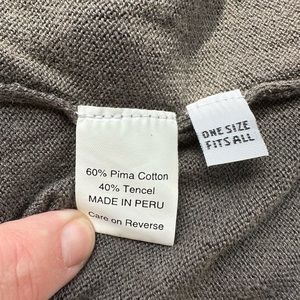 60% Pima Cotton
40% Tencel
MADE IN PERU
Care on Reverse
ONE SIZE
FITS ALL